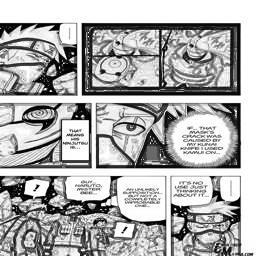 IF... THAT
MASK'S
CRACK WAS
CAUSED BY
MY KUNAI
KNIFE I USED
KAMUI ON...
THAT
MEANS HIS
NINJUTSU
IS...
IT'S NO USE
JUST
THINKING
ABOUT IT...
GUY...
NARUTO,
MISTER
BEE...
AN UNLIKELY
SUPPOSITION...
BUT NOT A
COMPLETELY
IMPROBABLE
ONE...
!
!